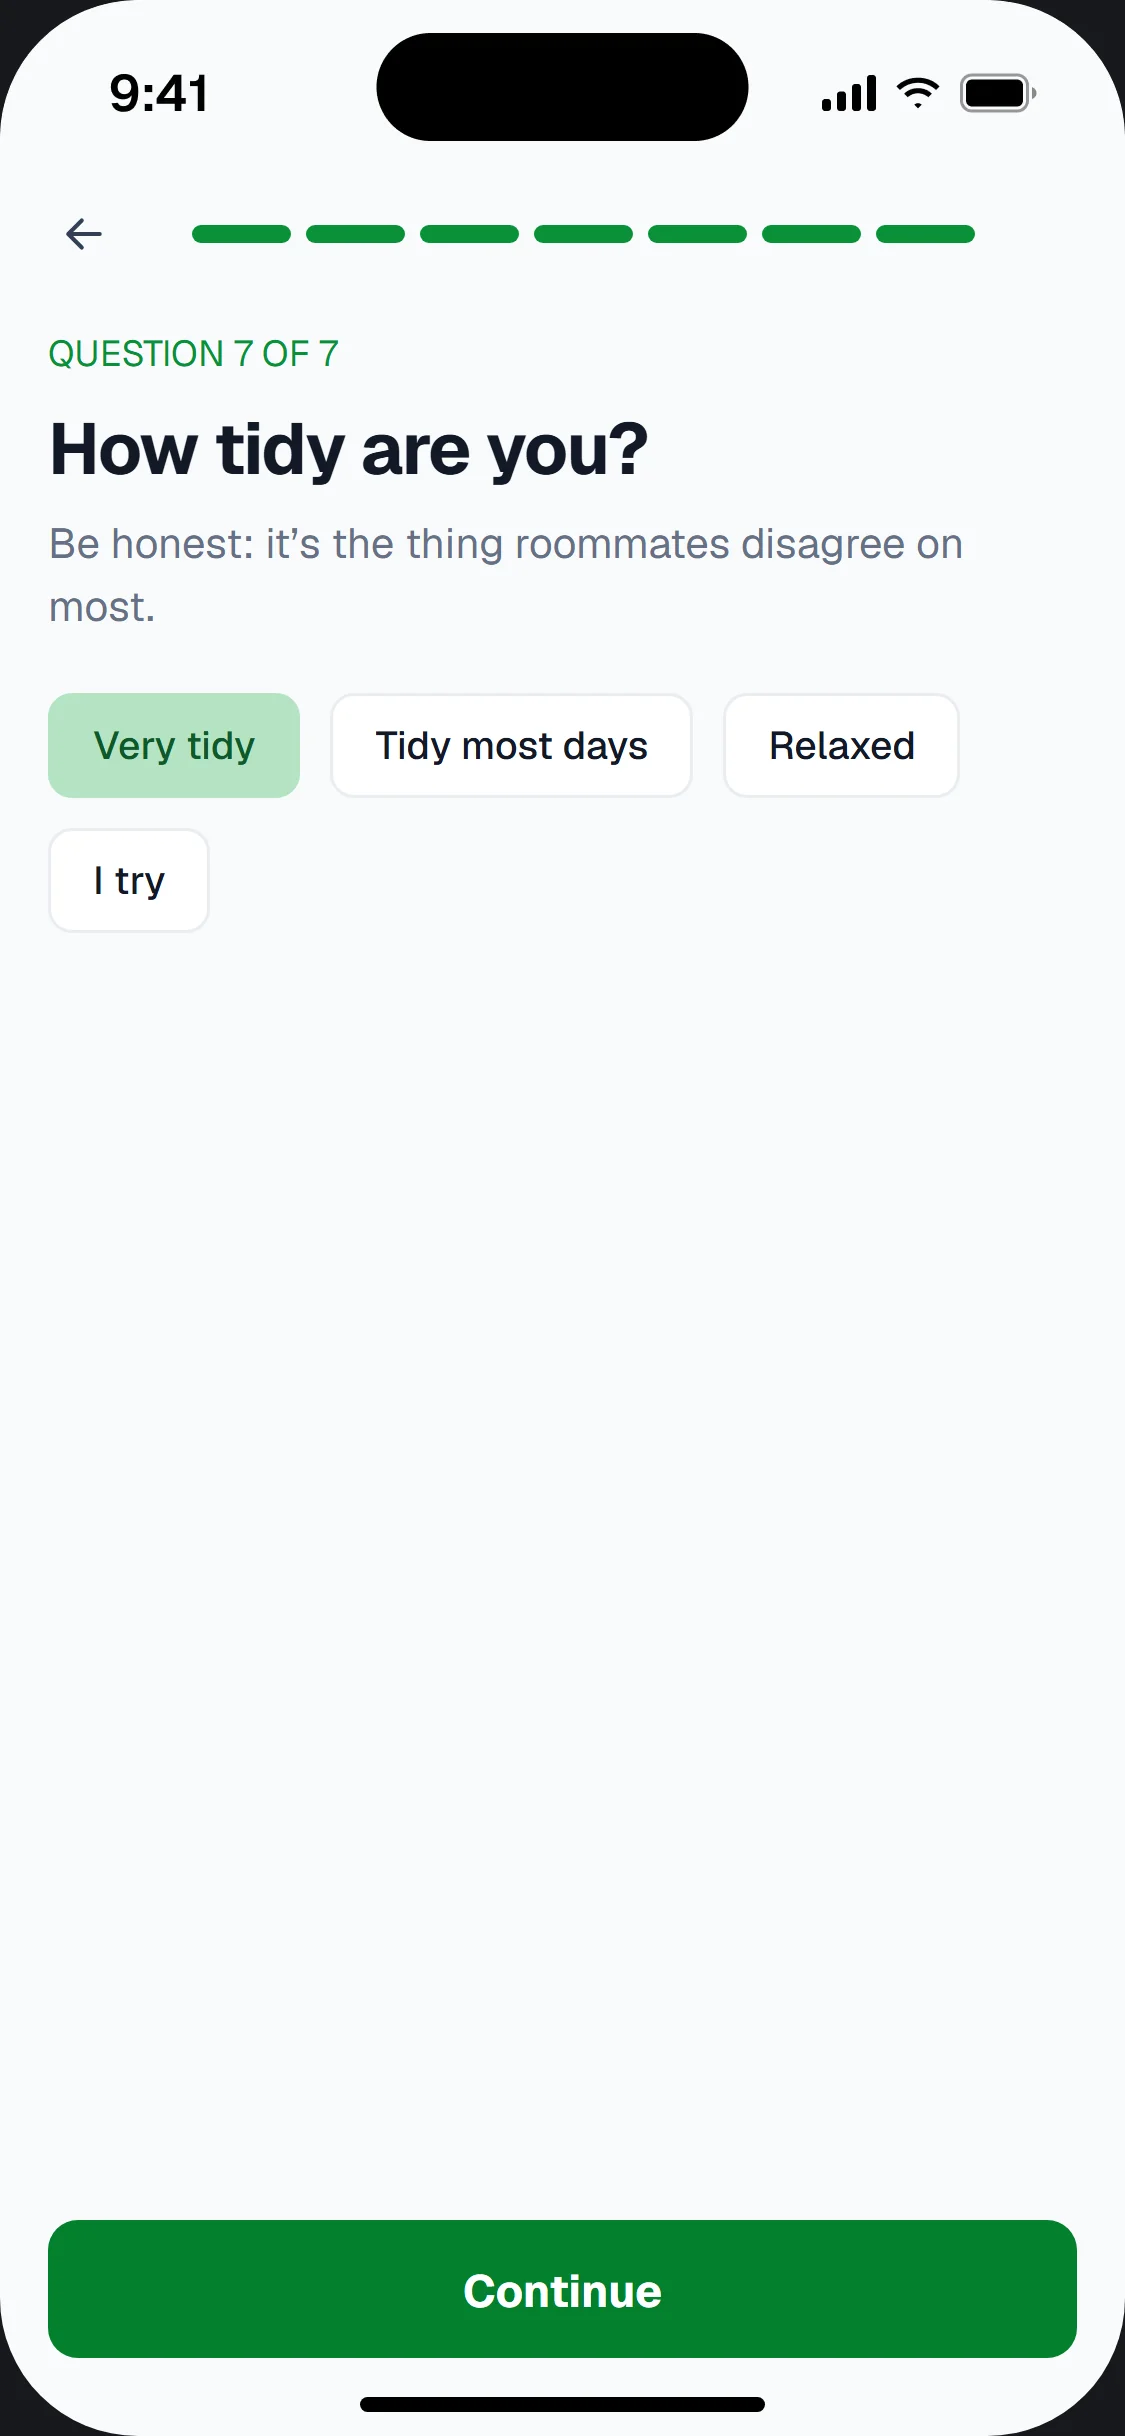 9:41
QUESTION 7 OF 7
How tidy are you?
Be honest: it’s the thing roommates disagree on
most.
Very tidy
Tidy most days
Relaxed
I try
Continue